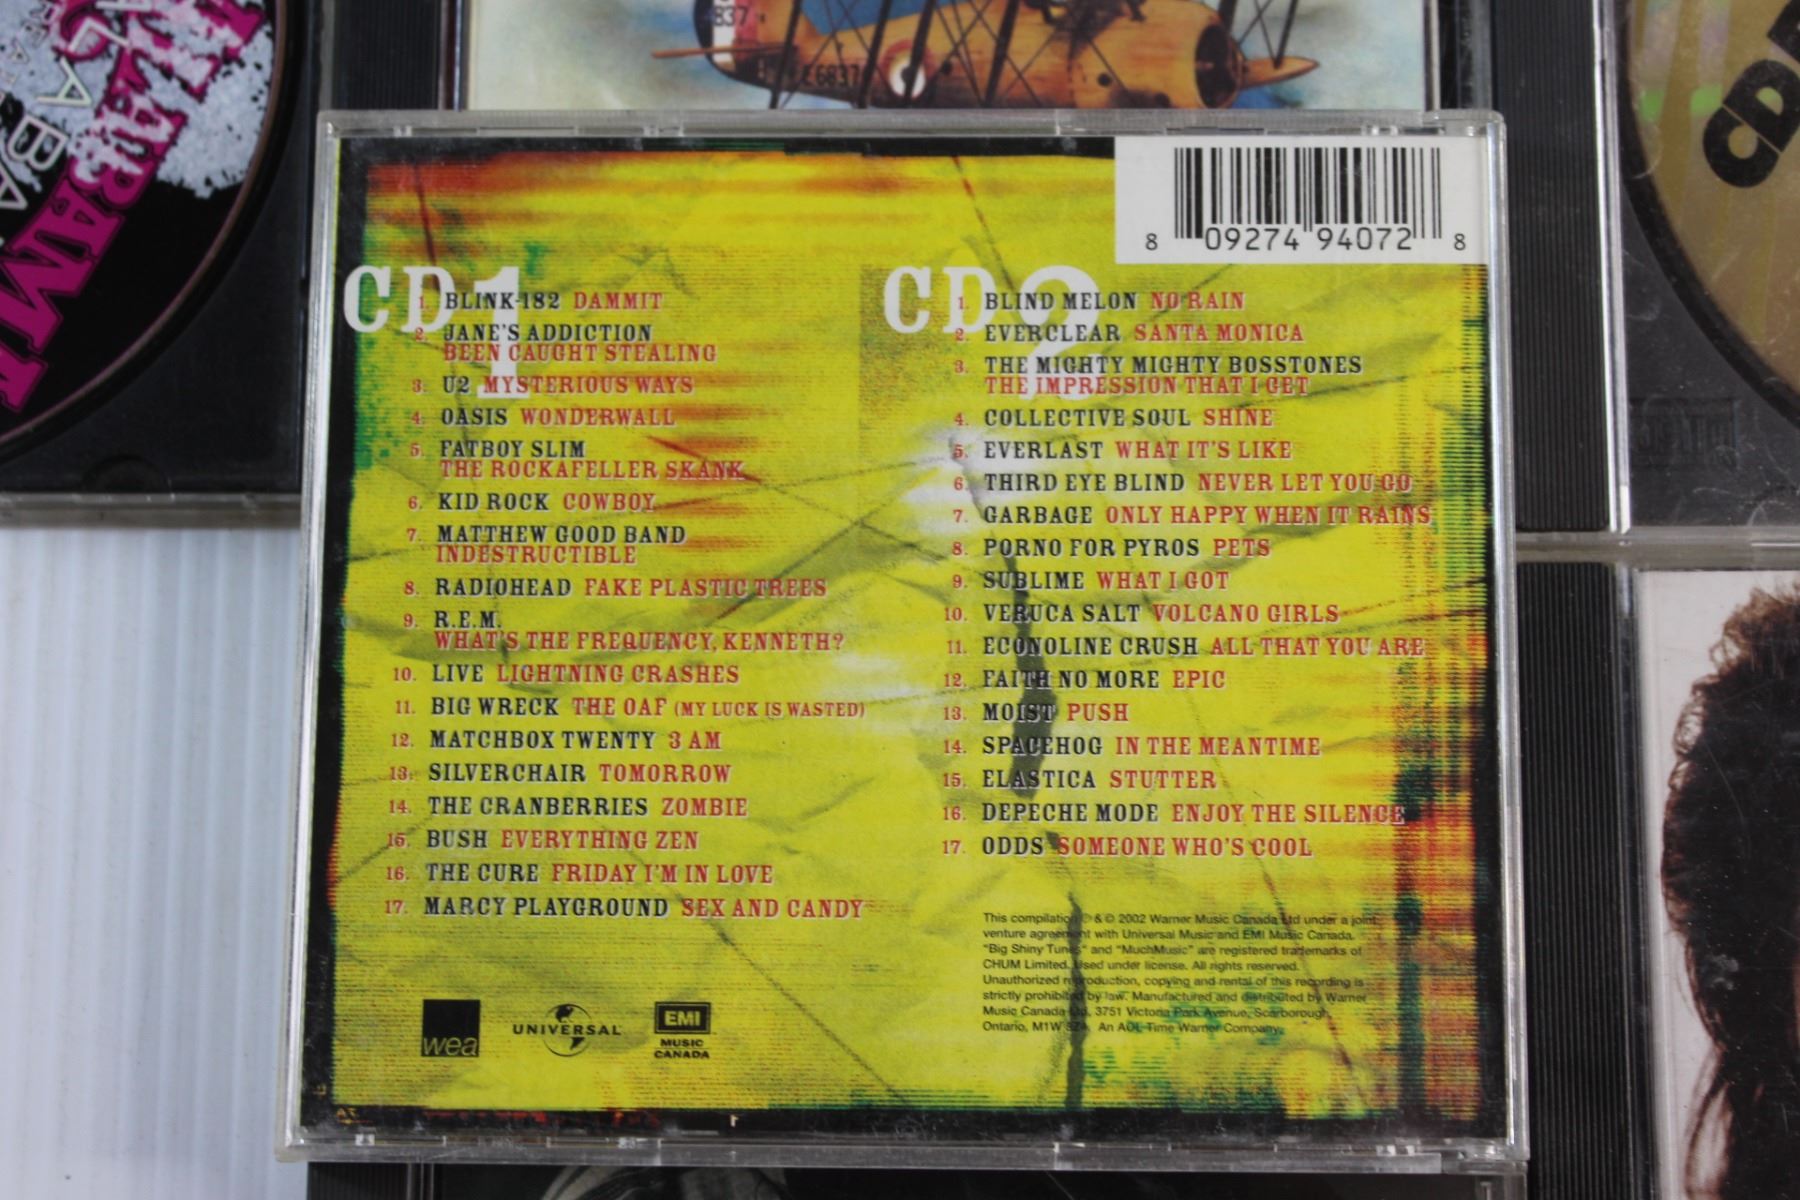 E6837
CD
8 09274 94072 8
CD 1
1. BLINK-182 DAMMIT
2. JANE'S ADDICTION
BEEN CAUGHT STEALING
3. U2 MYSTERIOUS WAYS
4. OASIS WONDERWALL
5. FATBOY SLIM
THE ROCKAFELLER SKANK
6. KID ROCK COWBOY
7. MATTHEW GOOD BAND
INDESTRUCTIBLE
8. RADIOHEAD FAKE PLASTIC TREES
9. R.E.M.
WHAT'S THE FREQUENCY, KENNETH?
10. LIVE LIGHTNING CRASHES
11. BIG WRECK THE OAF (MY LUCK IS WASTED)
12. MATCHBOX TWENTY 3 AM
13. SILVERCHAIR TOMORROW
14. THE CRANBERRIES ZOMBIE
15. BUSH EVERYTHING ZEN
16. THE CURE FRIDAY I'M IN LOVE
17. MARCY PLAYGROUND SEX AND CANDY
CD 2
1. BLIND MELON NO RAIN
2. EVERCLEAR SANTA MONICA
3. THE MIGHTY MIGHTY BOSSTONES
THE IMPRESSION THAT I GET
4. COLLECTIVE SOUL SHINE
5. EVERLAST WHAT IT'S LIKE
6. THIRD EYE BLIND NEVER LET YOU GO
7. GARBAGE ONLY HAPPY WHEN IT RAINS
8. PORNO FOR PYROS PETS
9. SUBLIME WHAT I GOT
10. VERUCA SALT VOLCANO GIRLS
11. ECONOLINE CRUSH ALL THAT YOU ARE
12. FAITH NO MORE EPIC
13. MOIST PUSH
14. SPACEHOG IN THE MEANTIME
15. ELASTICA STUTTER
16. DEPECHE MODE ENJOY THE SILENCE
17. ODDS SOMEONE WHO'S COOL
This compilation ℗ & © 2002 Warner Music Canada Ltd under a joint
venture agreement with Universal Music and EMI Music Canada.
"Big Shiny Tunes" and "MuchMusic" are registered trademarks of
CHUM Limited. Used under license. All rights reserved.
Unauthorized reproduction, copying and rental of this recording is
strictly prohibited by law. Manufactured and distributed by Warner
Music Canada Ltd, 3751 Victoria Park Avenue, Scarborough,
Ontario, M1W An AOL Time Warner Company.
wea
UNIVERSAL
EMI
MUSIC
CANADA